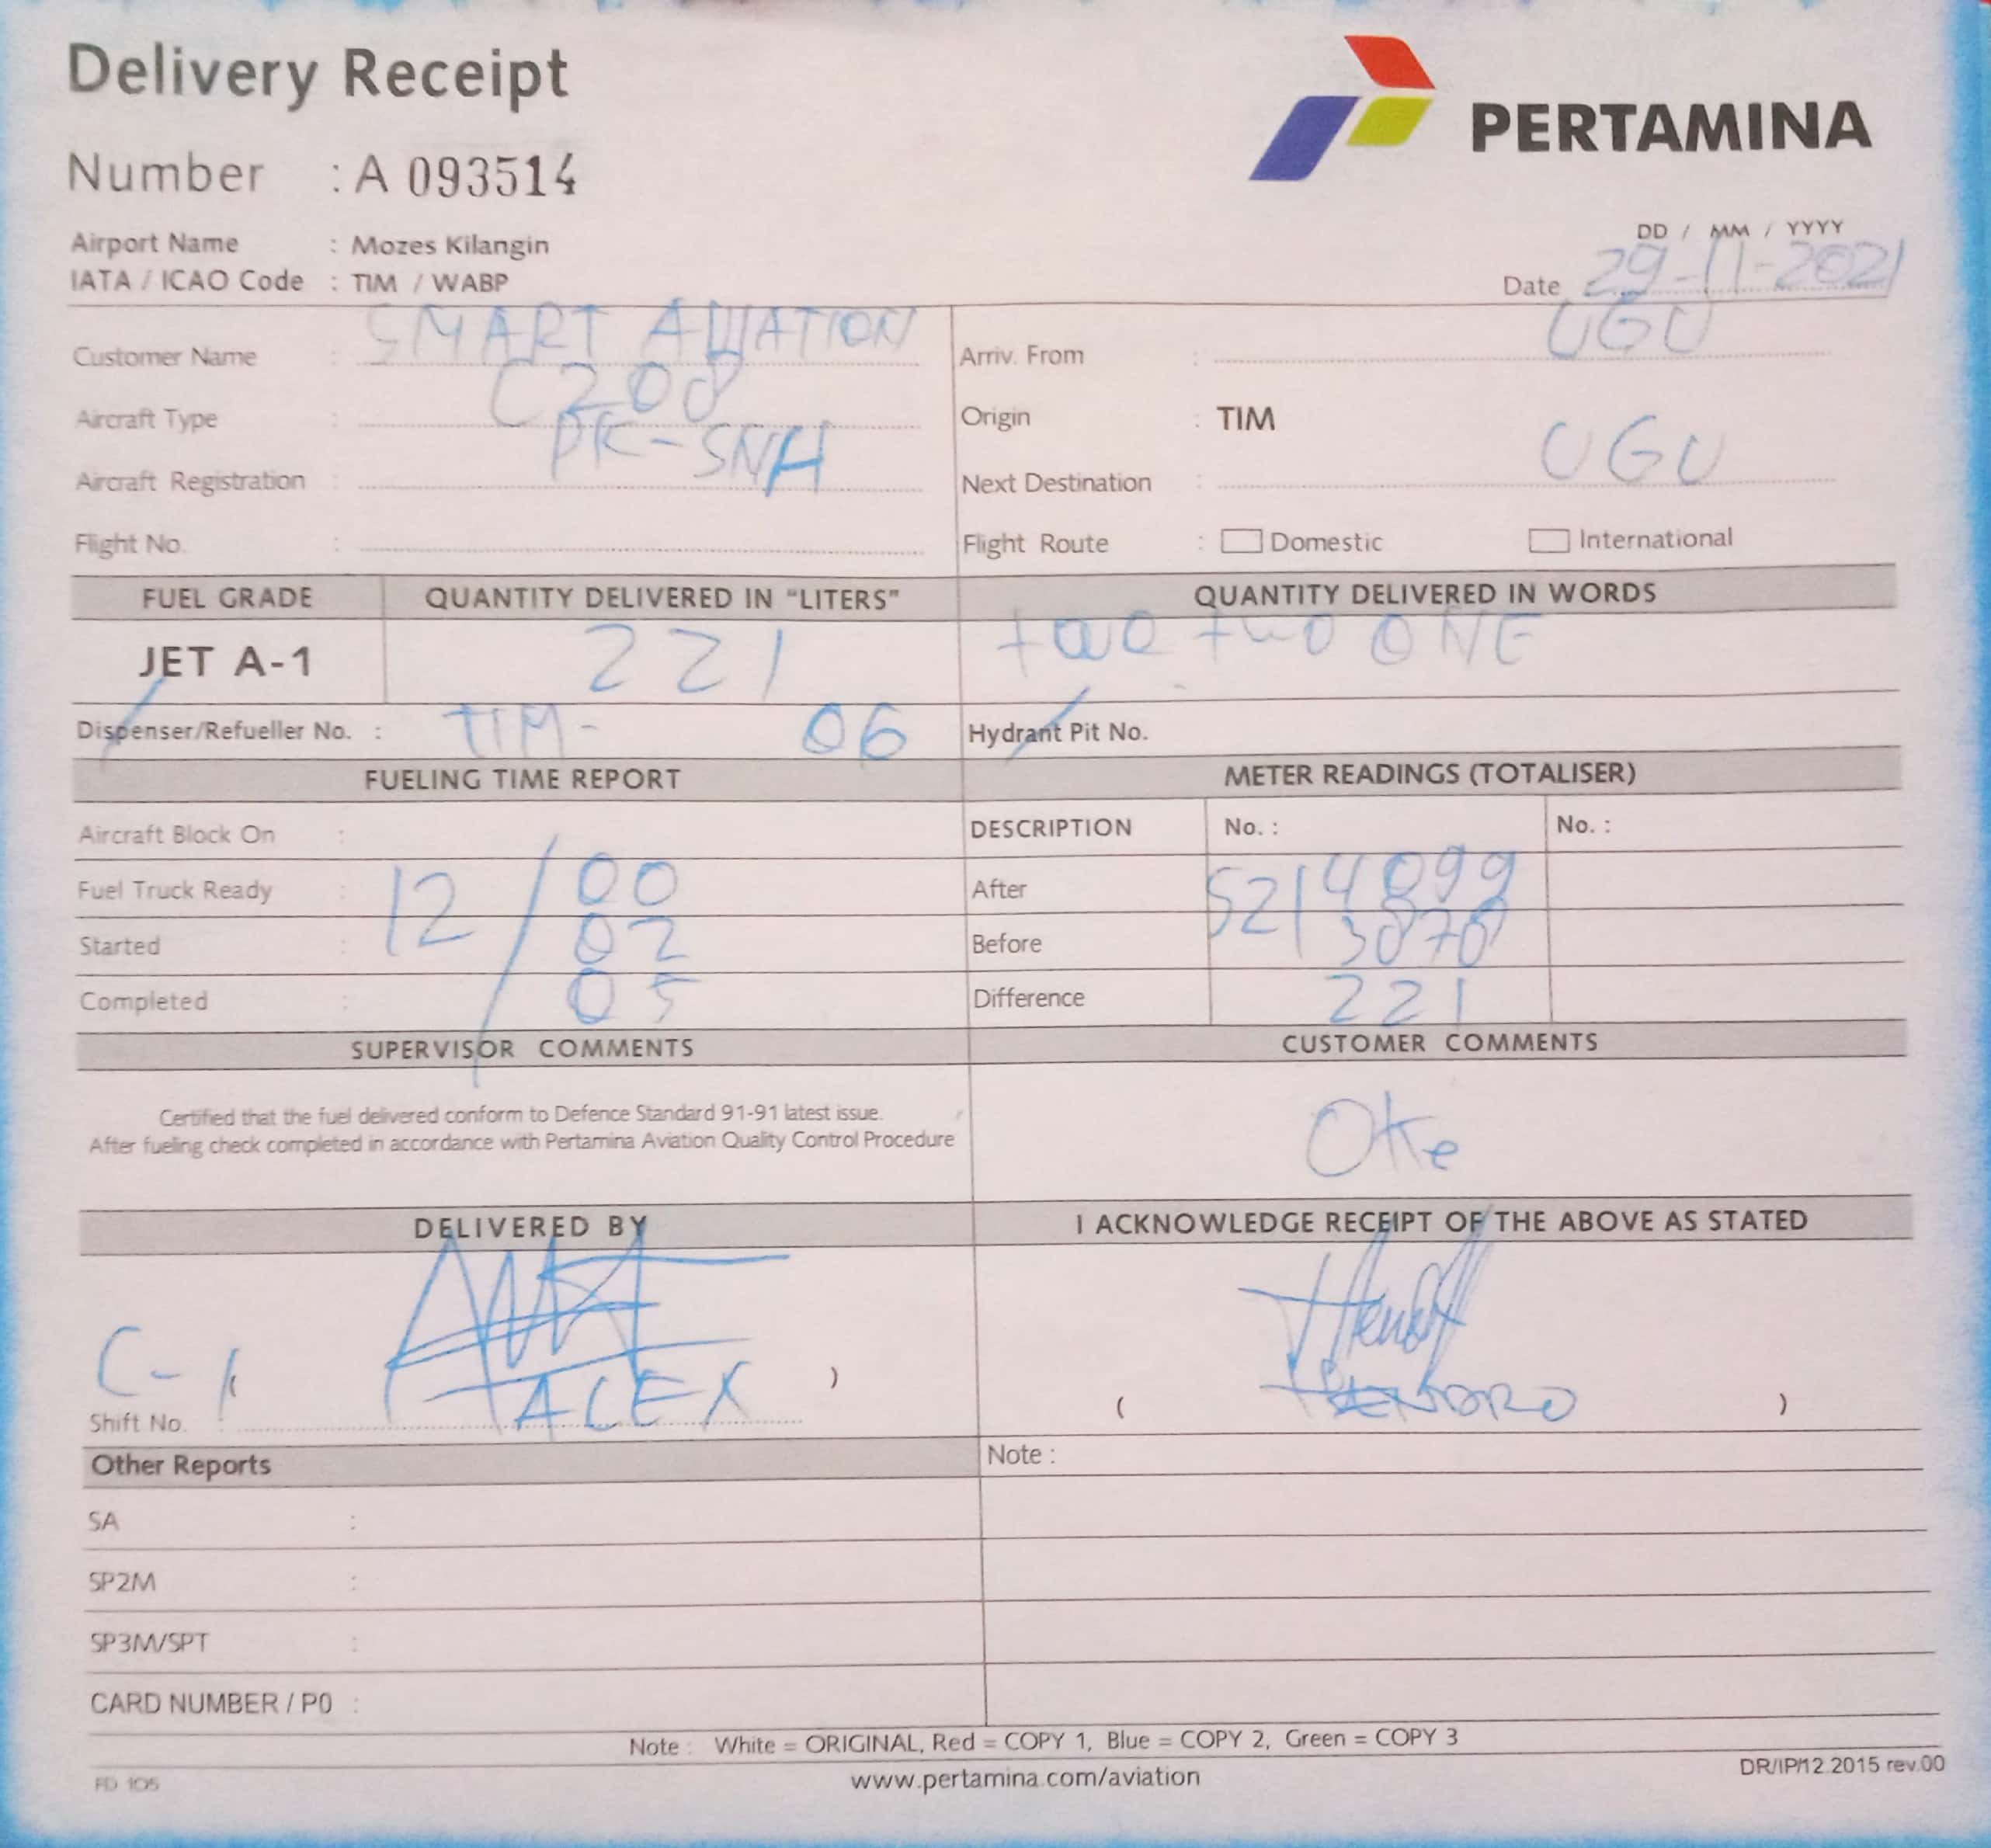 Delivery Receipt
PERTAMINA
Number : A 093514
Airport Name : Mozes Kilangin
IATA / ICAO Code : TIM / WABP
DD / MM / YYYY
Date 29-11-2021
Customer Name : SMART AVIATION
Arriv. From : UGU
Aircraft Type : C208
Origin : TIM
Aircraft Registration : PK-SNH
Next Destination : UGU
Flight No. :
Flight Route : Domestic International
FUEL GRADE QUANTITY DELIVERED IN "LITERS" QUANTITY DELIVERED IN WORDS
JET A-1 221 two two ONE
Dispenser/Refueller No. : TIM- 06 Hydrant Pit No.
FUELING TIME REPORT METER READINGS (TOTALISER)
Aircraft Block On :
DESCRIPTION No. : No. :
Fuel Truck Ready : 12 / 00
After 5214099
Started : 02
Before
Completed : 05
Difference 221
SUPERVISOR COMMENTS CUSTOMER COMMENTS
Certified that the fuel delivered conform to Defence Standard 91-91 latest issue.
After fueling check completed in accordance with Pertamina Aviation Quality Control Procedure
Oke
DELIVERED BY I ACKNOWLEDGE RECEIPT OF THE ABOVE AS STATED
C-1 ( ALEX )
( )
Shift No. :
Other Reports Note :
SA :
SP2M :
SP3M/SPT :
CARD NUMBER / P0 :
Note : White = ORIGINAL, Red = COPY 1, Blue = COPY 2, Green = COPY 3
www.pertamina.com/aviation
FD 105
DR/IP/12.2015 rev.00